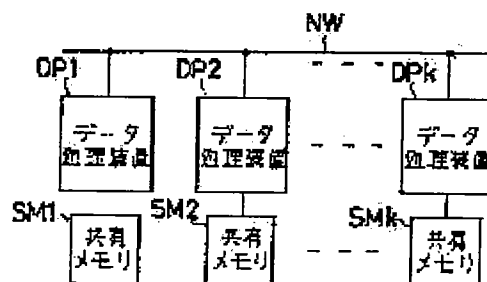 NW
DP1
DP2
DPk
データ
処理装置
データ
処理装置
データ
処理装置
SM1
SM2
SMk
共有
メモリ
共有
メモリ
共有
メモリ